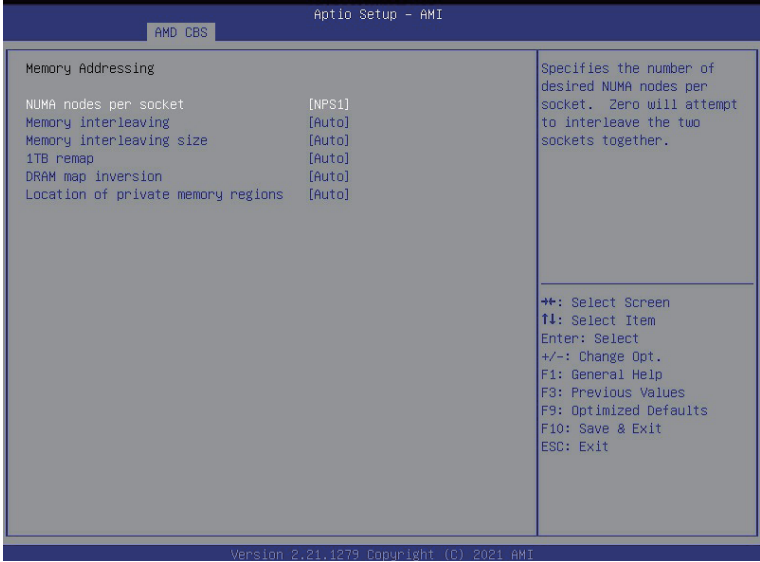 Aptio Setup – AMI
AMD CBS
Memory Addressing
NUMA nodes per socket [NPS1]
Memory interleaving [Auto]
Memory interleaving size [Auto]
1TB remap [Auto]
DRAM map inversion [Auto]
Location of private memory regions [Auto]
Specifies the number of
desired NUMA nodes per
socket. Zero will attempt
to interleave the two
sockets together.
→←: Select Screen
↑↓: Select Item
Enter: Select
+/-: Change Opt.
F1: General Help
F3: Previous Values
F9: Optimized Defaults
F10: Save & Exit
ESC: Exit
Version 2.21.1279 Copyright (C) 2021 AMI